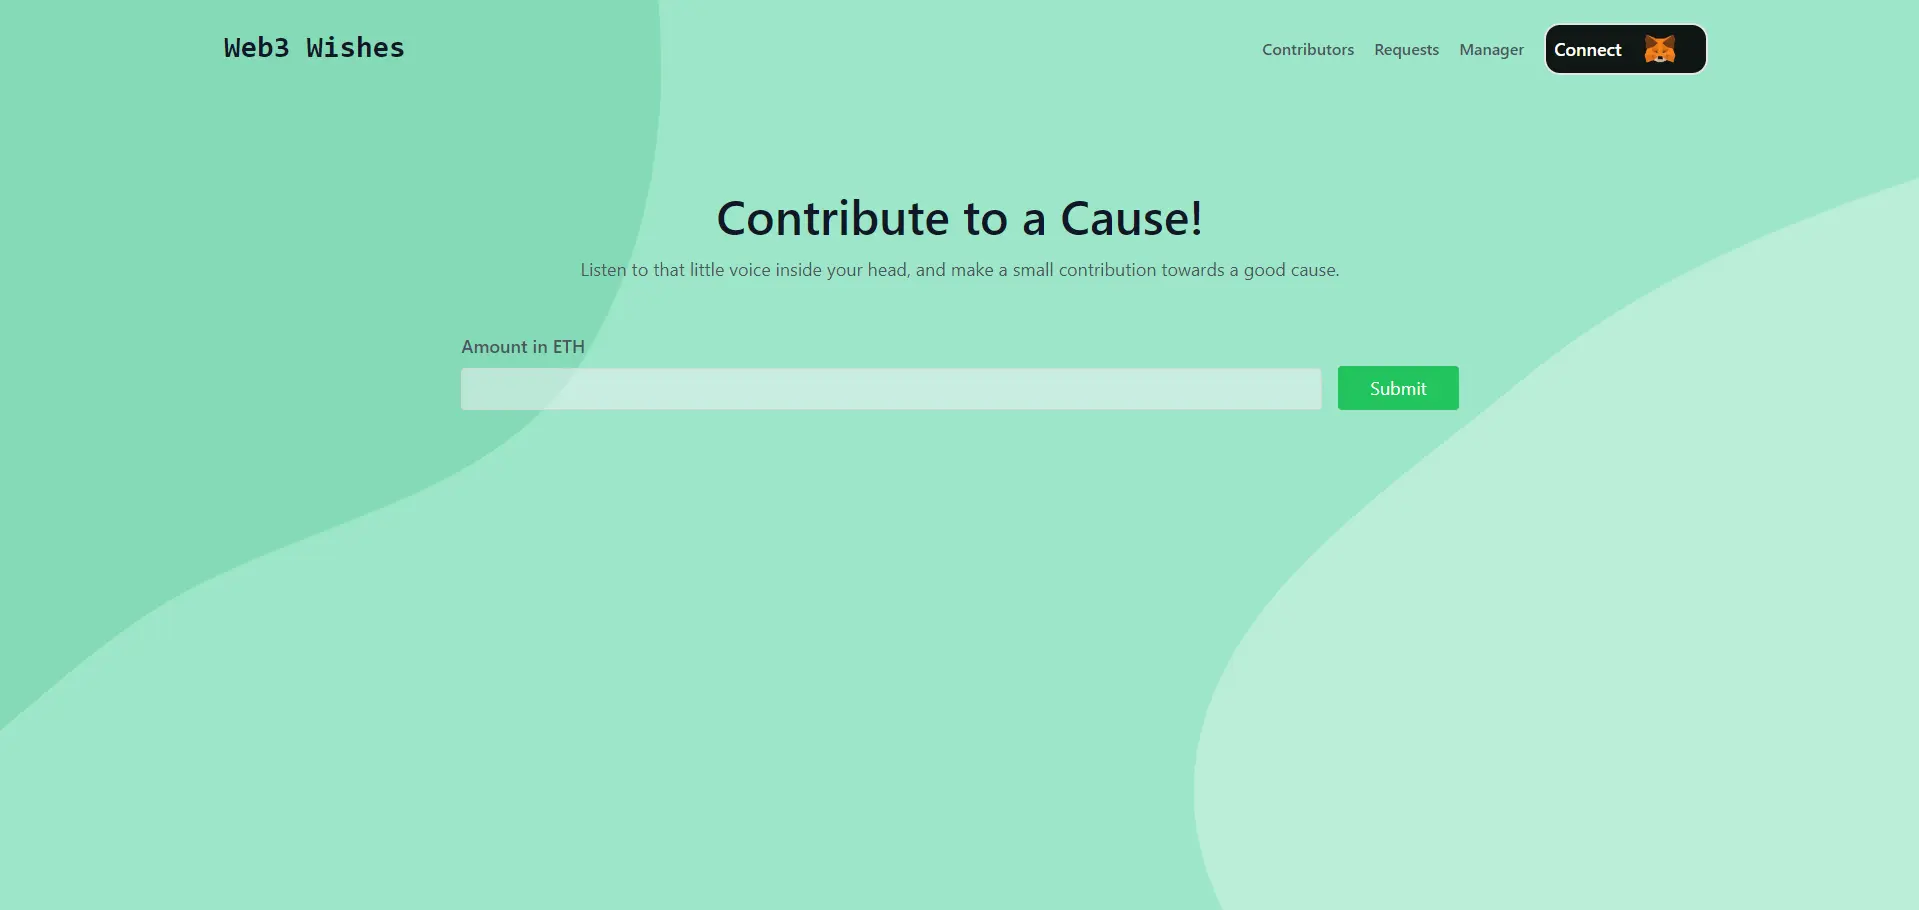 Web3 Wishes
Contributors Requests Manager Connect
Contribute to a Cause!
Listen to that little voice inside your head, and make a small contribution towards a good cause.
Amount in ETH
Submit